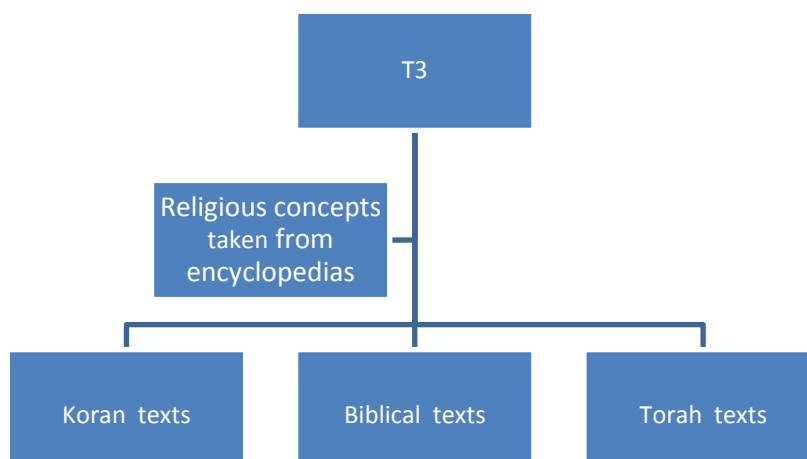 T3
Religious concepts
taken from
encyclopedias
Koran texts
Biblical texts
Torah texts